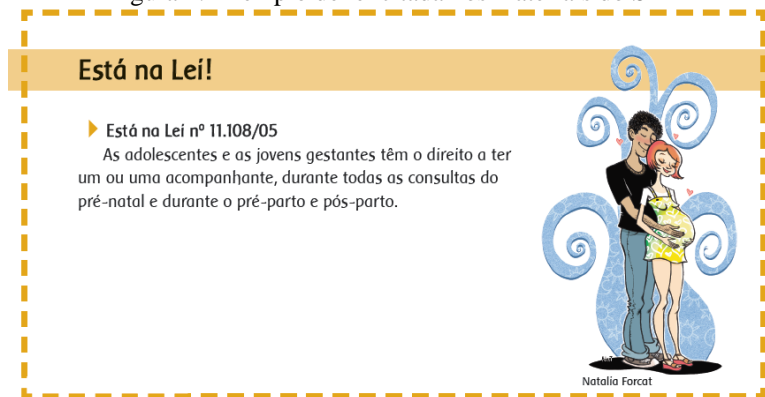 Está na Lei!
Está na Lei nº 11.108/05
As adolescentes e as jovens gestantes têm o direito a ter
um ou uma acompanhante, durante todas as consultas do
pré-natal e durante o pré-parto e pós-parto.
Natalia Forcat